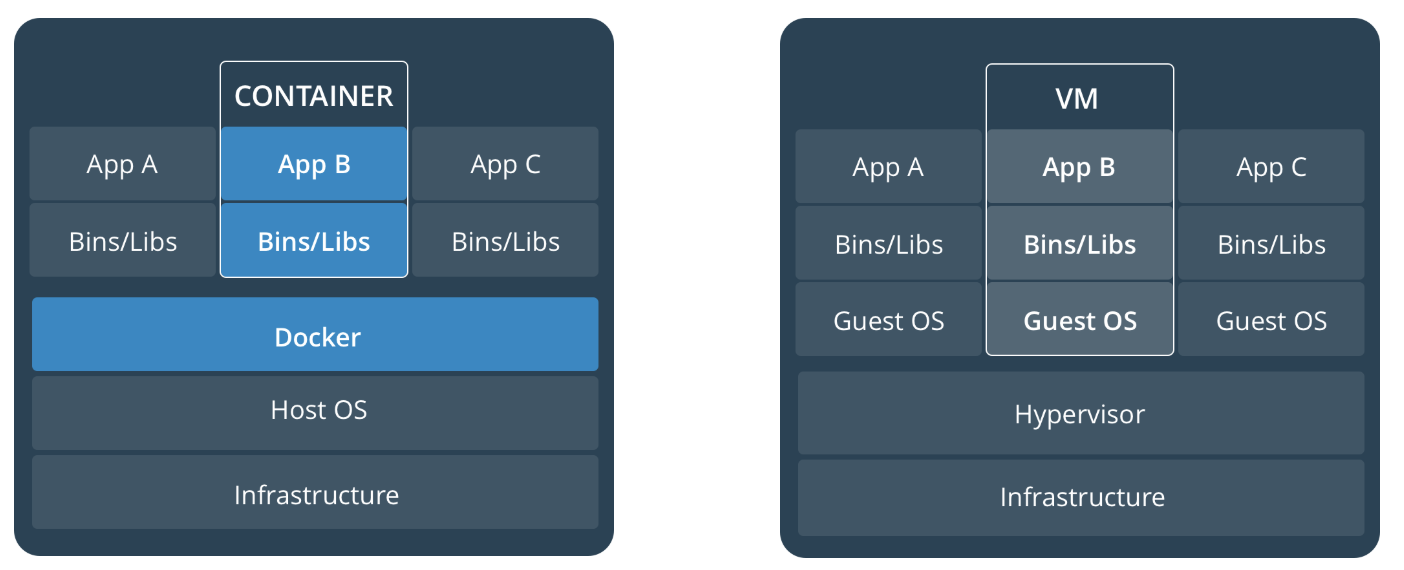 CONTAINER
App A
App B
App C
Bins/Libs
Bins/Libs
Bins/Libs
Docker
Host OS
Infrastructure
VM
App A
App B
App C
Bins/Libs
Bins/Libs
Bins/Libs
Guest OS
Guest OS
Guest OS
Hypervisor
Infrastructure